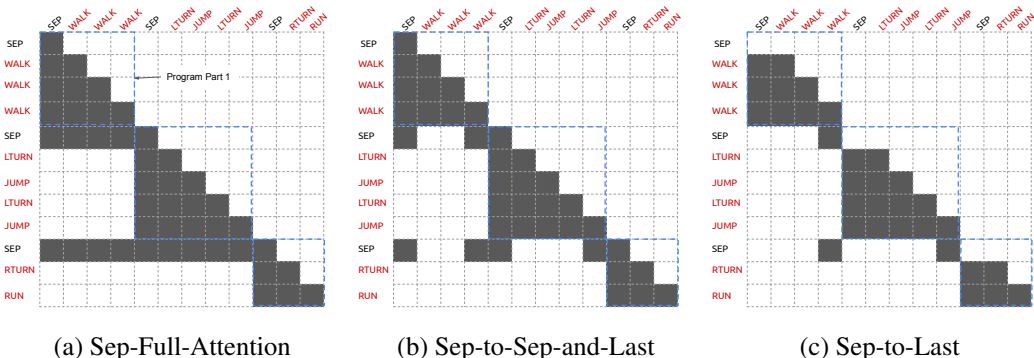 SEP WALK WALK WALK SEP LTURN JUMP LTURN JUMP SEP RTURN RUN
SEP
WALK
WALK
WALK
SEP
LTURN
JUMP
LTURN
JUMP
SEP
RTURN
RUN
Program Part 1
(a) Sep-Full-Attention
SEP WALK WALK WALK SEP LTURN JUMP LTURN JUMP SEP RTURN RUN
SEP
WALK
WALK
WALK
SEP
LTURN
JUMP
LTURN
JUMP
SEP
RTURN
RUN
(b) Sep-to-Sep-and-Last
SEP WALK WALK WALK SEP LTURN JUMP LTURN JUMP SEP RTURN RUN
SEP
WALK
WALK
WALK
SEP
LTURN
JUMP
LTURN
JUMP
SEP
RTURN
RUN
(c) Sep-to-Last